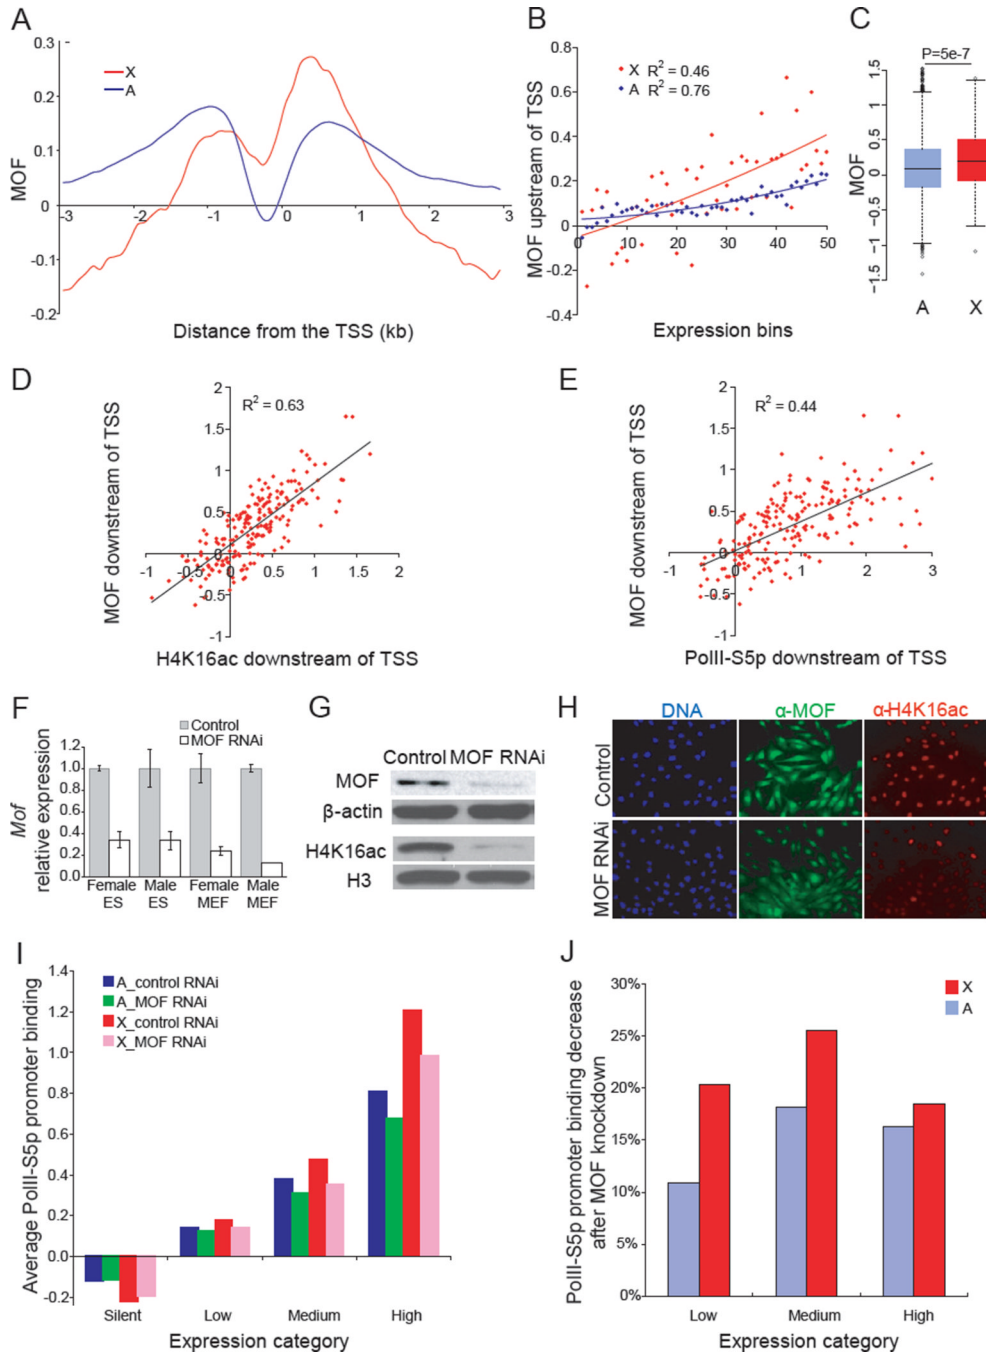 A
0.3
0.2
0.1
0
-0.1
-0.2
MOF
X
A
-3
-2
-1
0
1
2
3
Distance from the TSS (kb)
B
0.8
0.6
0.4
0.2
0
-0.2
-0.4
MOF upstream of TSS
X R² = 0.46
A R² = 0.76
0
10
20
30
40
50
Expression bins
C
P=5e-7
1.5
1
0.5
0
-0.5
-1
-1.5
MOF
A
X
D
R² = 0.63
2
1.5
1
0.5
0
-0.5
-1
MOF downstream of TSS
-1
-0.5
0
0.5
1
1.5
2
H4K16ac downstream of TSS
E
R² = 0.44
2
1.5
1
0.5
0
-0.5
-1
MOF downstream of TSS
-1
0
1
2
3
PolII-S5p downstream of TSS
F
Control
MOF RNAi
1.2
1.0
0.8
0.6
0.4
0.2
0.0
Mof
relative expression
Female Male Female Male
ES ES MEF MEF
G
Control MOF RNAi
MOF
β-actin
H4K16ac
H3
H
DNA α-MOF α-H4K16ac
Control
MOF RNAi
I
A_control RNAi
A_MOF RNAi
X_control RNAi
X_MOF RNAi
1.4
1.2
1.0
0.8
0.6
0.4
0.2
0.0
-0.2
Average PolII-S5p promoter binding
Silent Low Medium High
Expression category
J
X
A
30%
25%
20%
15%
10%
5%
0%
PolII-S5p promoter binding decrease
after MOF knockdown
Low Medium High
Expression category